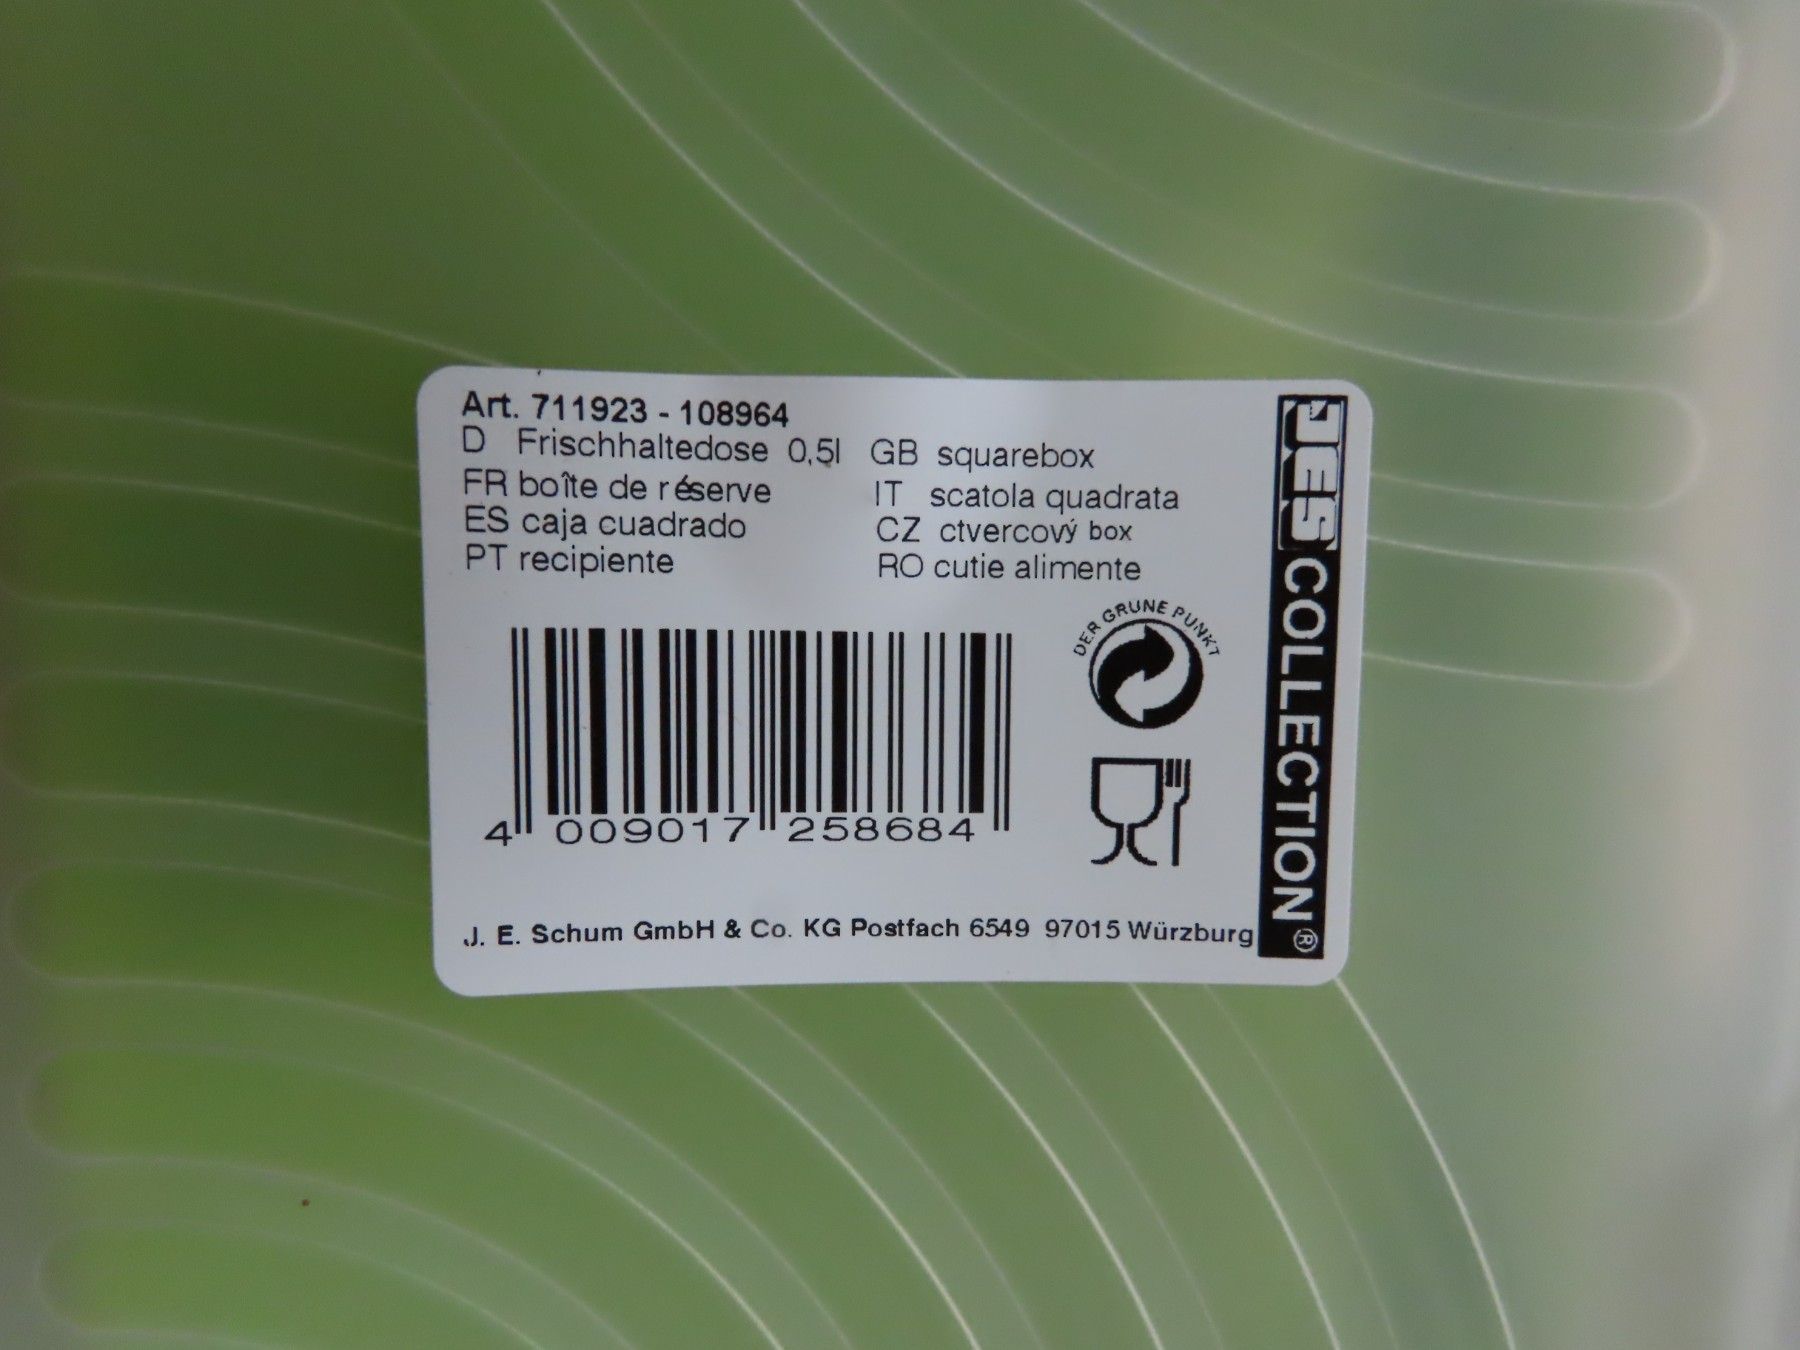 Art. 711923 - 108964
D Frischhaltedose 0,5l GB squarebox
FR boîte de réserve IT scatola quadrata
ES caja cuadrado CZ ctvercový box
PT recipiente RO cutie alimente
DER GRÜNE PUNKT
4 009017 258684
J. E. Schum GmbH & Co. KG Postfach 6549 97015 Würzburg
JES COLLECTION ®